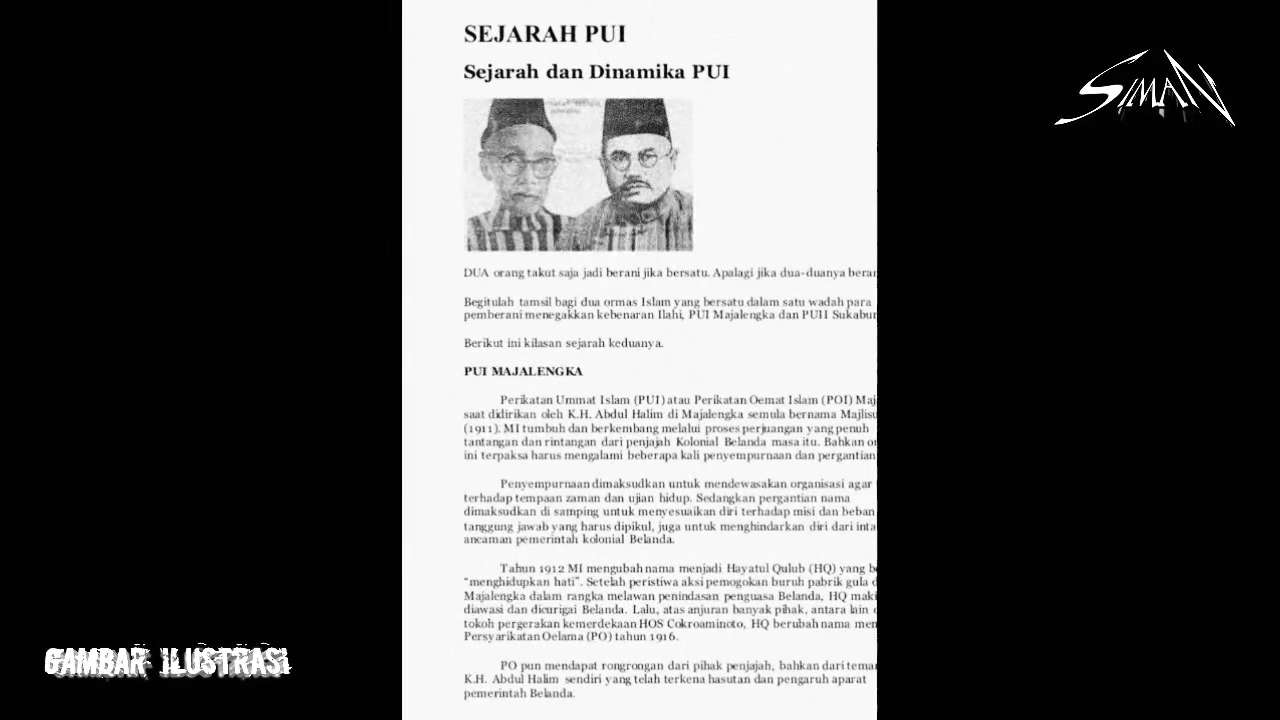 SEJARAH PUI
Sejarah dan Dinamika PUI
SIMAN
DUA orang takut saja jadi berani jika bersatu. Apalagi jika dua-duanya
Begitulah tamsil bagi dua ormas Islam yang bersatu dalam satu wadah para
pemberani menegakkan kebenaran Ilahi, PUI Majalengka dan PUII
Berikut ini kilasan sejarah keduanya.
PUI MAJALENGKA
Perikatan Ummat Islam (PUI) atau Perikatan Oemat Islam (POI)
saat didirikan oleh K.H. Abdul Halim di Majalengka semula bernama
(1911). MI tumbuh dan berkembang melalui proses perjuangan yang penuh
tantangan dan rintangan dari penjajah Kolonial Belanda masa itu. Bahkan
ini terpaksa harus mengalami beberapa kali penyempurnaan dan pergantian
Penyempurnaan dimaksudkan untuk mendewasakan organisasi agar
terhadap tempaan zaman dan ujian hidup. Sedangkan pergantian nama
dimaksudkan di samping untuk menyesuaikan diri terhadap misi dan beban
tanggung jawab yang harus dipikul, juga untuk menghindarkan diri dari
ancaman pemerintah kolonial Belanda.
Tahun 1912 MI mengubah nama menjadi Hayatul Qulub (HQ) yang
"menghidupkan hati". Setelah peristiwa aksi pemogokan buruh pabrik gula
Majalengka dalam rangka melawan penindasan penguasa Belanda, HQ
diawasi dan dicurigai Belanda. Lalu, atas anjuran banyak pihak, antara lain
tokoh pergerakan kemerdekaan HOS Cokroaminoto, HQ berubah nama
Persyarikatan Oelama (PO) tahun 1916.
PO pun mendapat rongrongan dari pihak penjajah, bahkan dari
K.H. Abdul Halim sendiri yang telah terkena hasutan dan pengaruh aparat
pemerintah Belanda.
GAMBAR ILUSTRASI